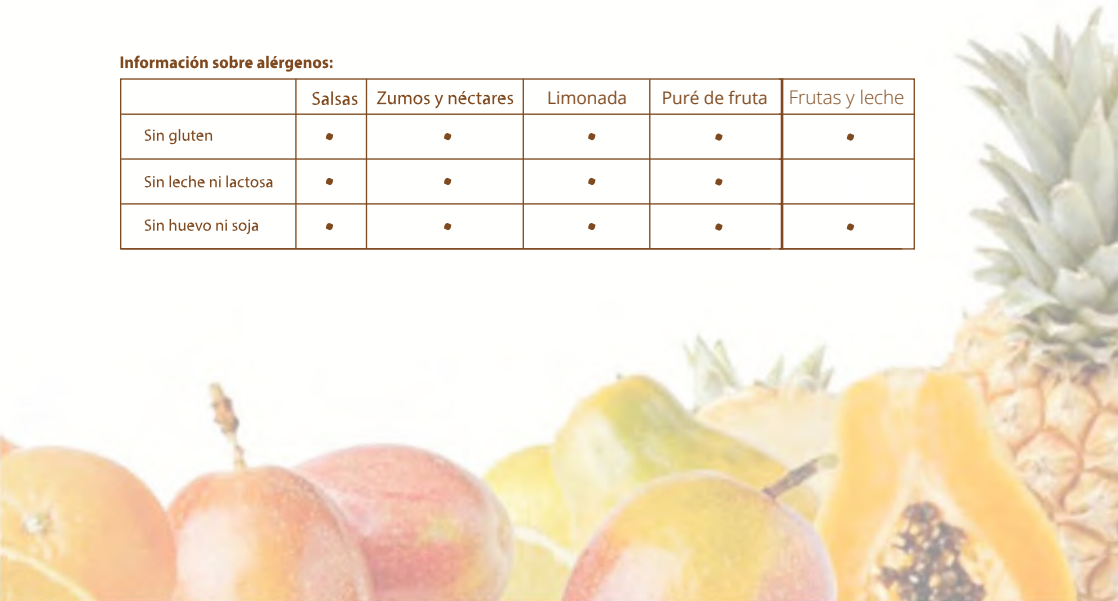 Información sobre alérgenos:
Salsas Zumos y néctares Limonada Puré de fruta Frutas y leche
Sin gluten • • • • •
Sin leche ni lactosa • • • •
Sin huevo ni soja • • • • •